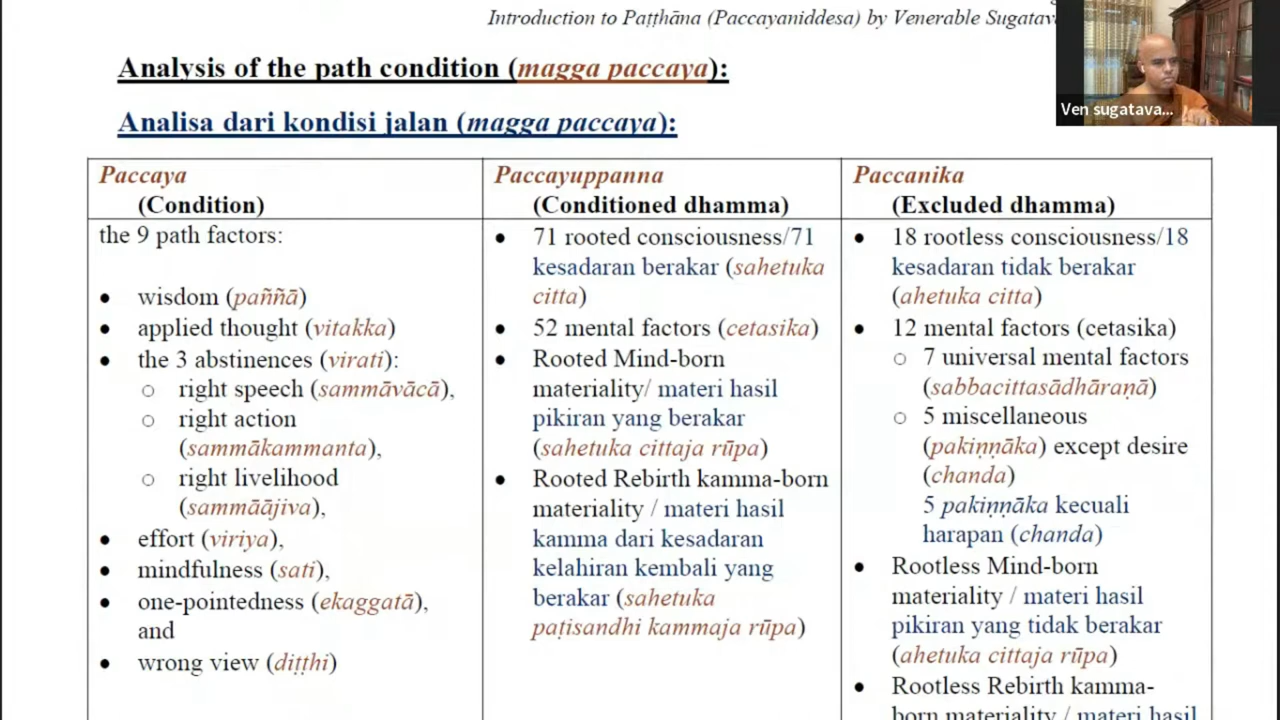 Introduction to Paṭṭhāna (Paccayaniddesa) by Venerable Sugatava
Ven sugatava...
Analysis of the path condition (magga paccaya):
Analisa dari kondisi jalan (magga paccaya):
Paccaya
(Condition)
the 9 path factors:
• wisdom (paññā)
• applied thought (vitakka)
• the 3 abstinences (virati):
○ right speech (sammāvācā),
○ right action
(sammākammanta),
○ right livelihood
(sammāājiva),
• effort (viriya),
• mindfulness (sati),
• one-pointedness (ekaggatā),
and
• wrong view (diṭṭhi)
Paccayuppanna
(Conditioned dhamma)
• 71 rooted consciousness/71
kesadaran berakar (sahetuka
citta)
• 52 mental factors (cetasika)
• Rooted Mind-born
materiality/ materi hasil
pikiran yang berakar
(sahetuka cittaja rūpa)
• Rooted Rebirth kamma-born
materiality / materi hasil
kamma dari kesadaran
kelahiran kembali yang
berakar (sahetuka
paṭisandhi kammaja rūpa)
Paccanika
(Excluded dhamma)
• 18 rootless consciousness/18
kesadaran tidak berakar
(ahetuka citta)
• 12 mental factors (cetasika)
○ 7 universal mental factors
(sabbacittasādhāraṇā)
○ 5 miscellaneous
(pakiṇṇāka) except desire
(chanda)
5 pakiṇṇāka kecuali
harapan (chanda)
• Rootless Mind-born
materiality / materi hasil
pikiran yang tidak berakar
(ahetuka cittaja rūpa)
• Rootless Rebirth kamma-
born materiality / materi hasil